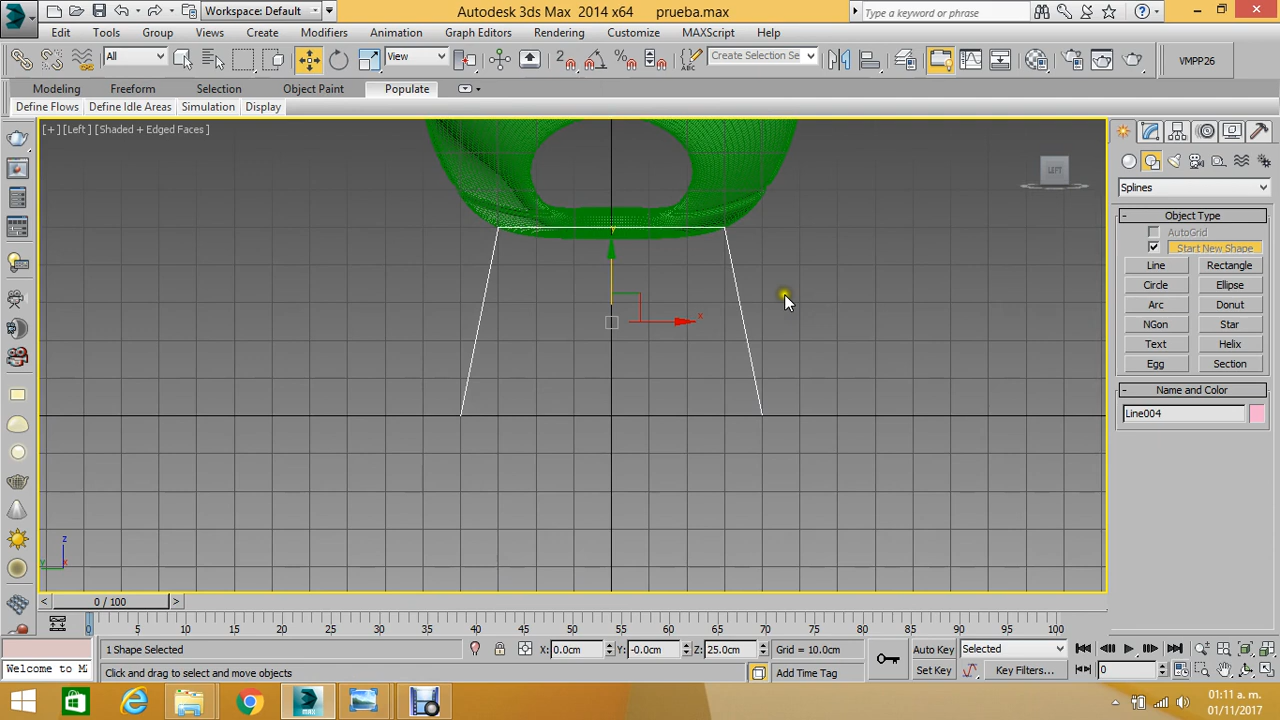 Workspace: Default
Autodesk 3ds Max 2014 x64 prueba.max
Type a keyword or phrase
Edit Tools Group Views Create Modifiers Animation Graph Editors Rendering Customize MAXScript Help
All
View
Create Selection Se
VMPP26
Modeling Freeform Selection Object Paint Populate
Define Flows Define Idle Areas Simulation Display
[+] [Left] [Shaded + Edged Faces ]
LEFT
Splines
Object Type
AutoGrid
Start New Shape
Line Rectangle
Circle Ellipse
Arc Donut
NGon Star
Text Helix
Egg Section
Name and Color
Line004
y
x
z
y x
< 0 / 100 >
0 5 10 15 20 25 30 35 40 45 50 55 60 65 70 75 80 85 90 95 100
1 Shape Selected
X: 0.0cm Y: -0.0cm Z: 25.0cm Grid = 10.0cm
Auto Key Selected
Welcome to M
Click and drag to select and move objects
Add Time Tag
Set Key Key Filters... 0
MAX
01:11 a. m.
01/11/2017